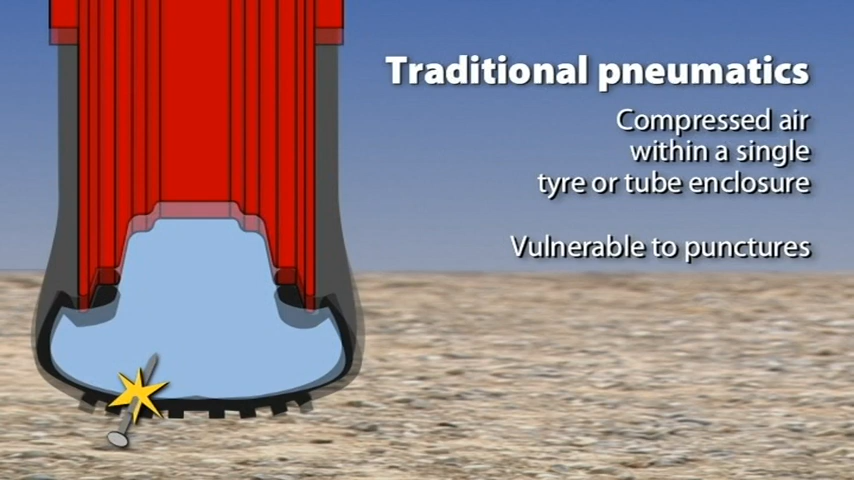 Traditional pneumatics
Compressed air
within a single
tyre or tube enclosure
Vulnerable to punctures